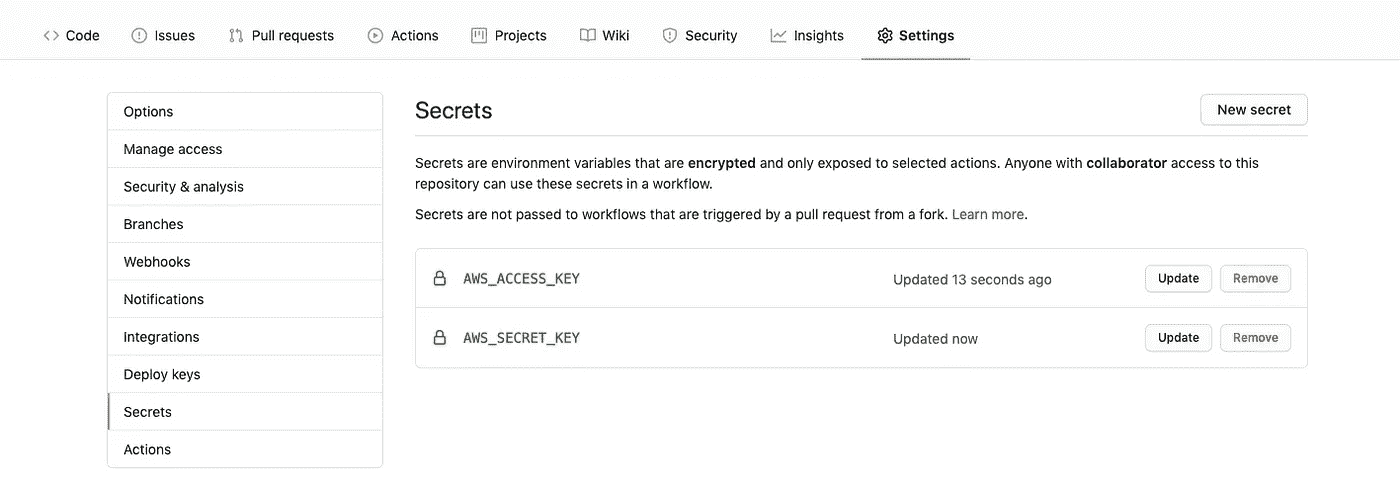 Code Issues Pull requests Actions Projects Wiki Security Insights Settings
Options
Manage access
Security & analysis
Branches
Webhooks
Notifications
Integrations
Deploy keys
Secrets
Actions
Secrets New secret
Secrets are environment variables that are encrypted and only exposed to selected actions. Anyone with collaborator access to this
repository can use these secrets in a workflow.
Secrets are not passed to workflows that are triggered by a pull request from a fork. Learn more.
AWS_ACCESS_KEY Updated 13 seconds ago Update Remove
AWS_SECRET_KEY Updated now Update Remove